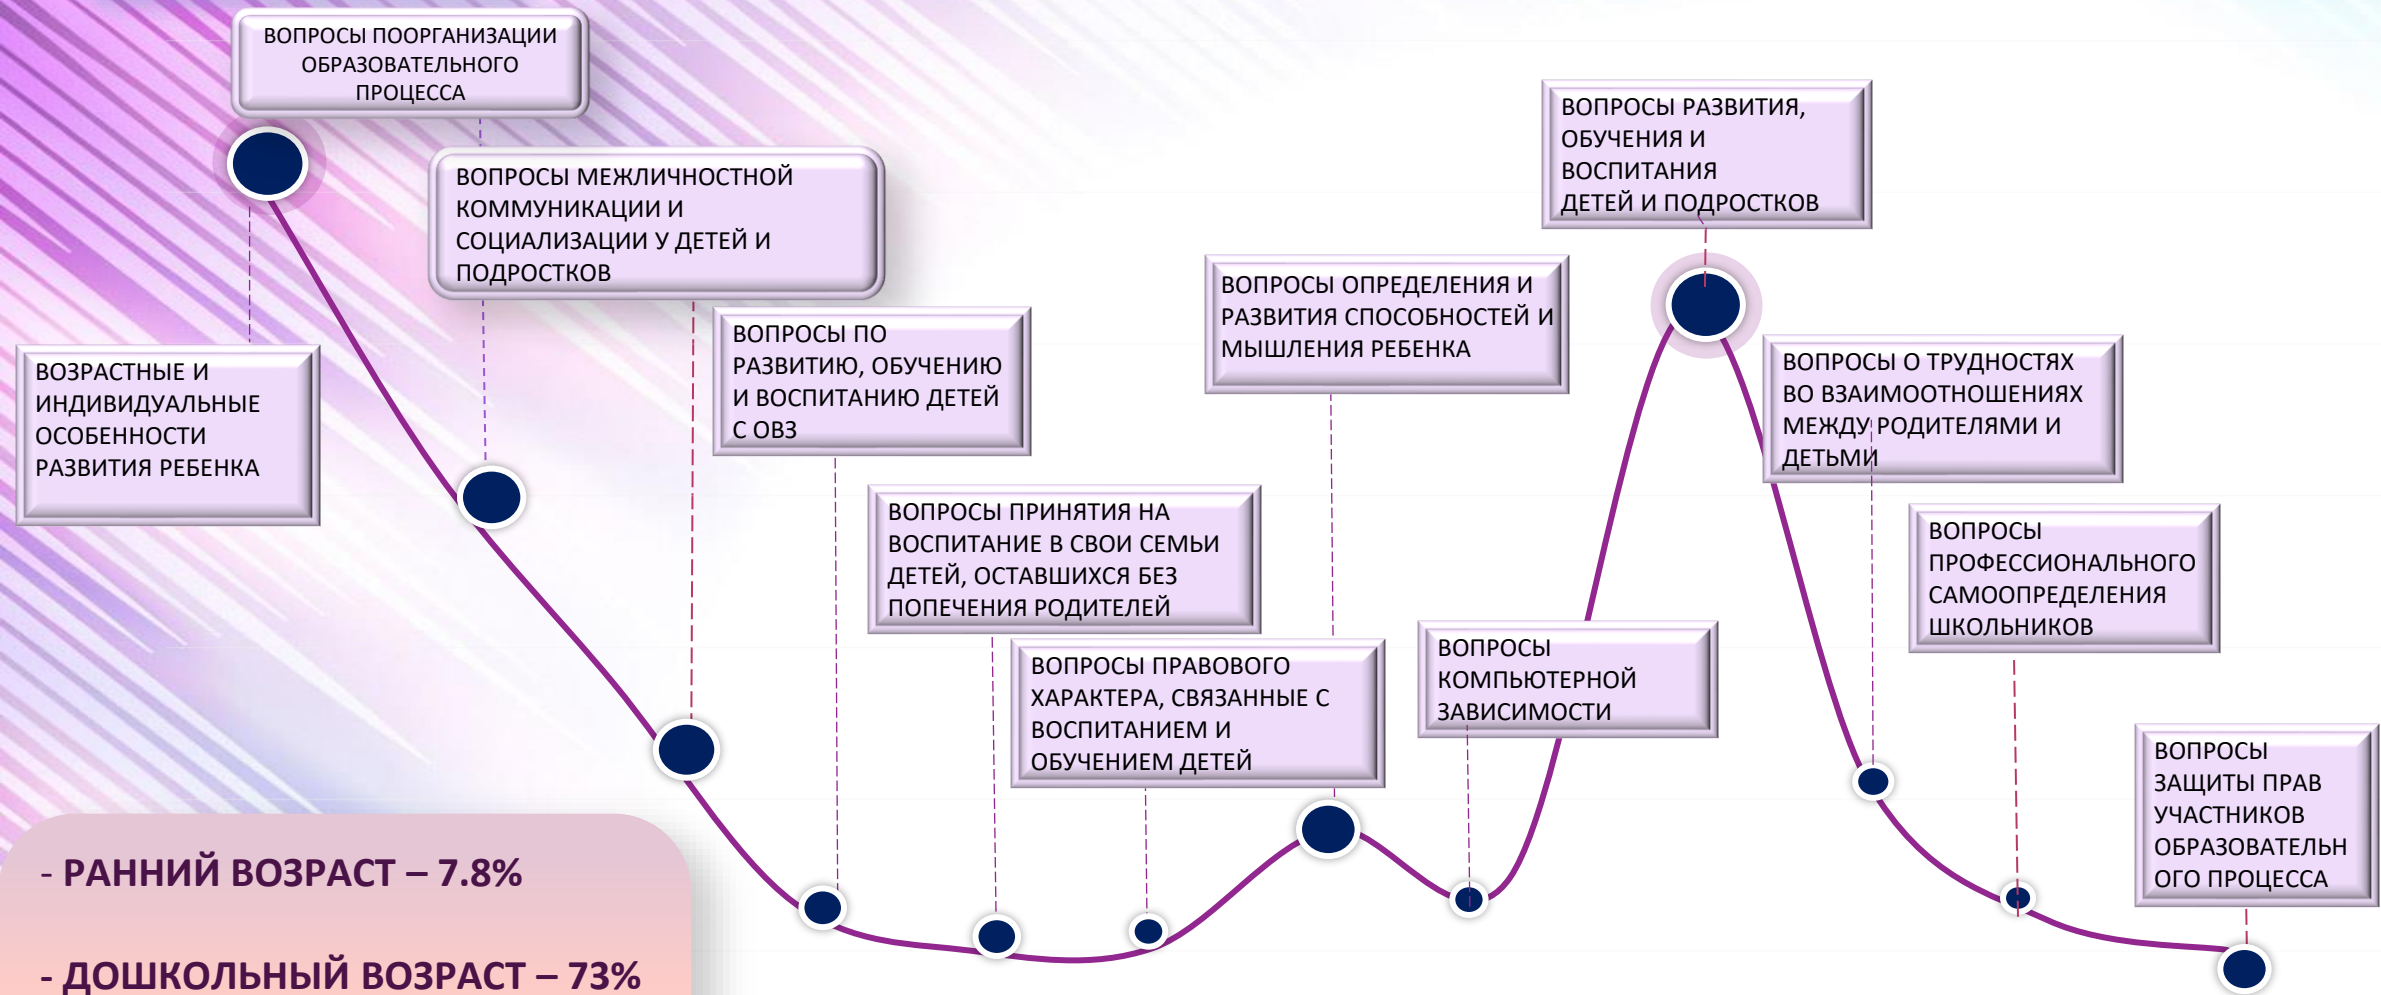 ВОПРОСЫ ПООРГАНИЗАЦИИ
ОБРАЗОВАТЕЛЬНОГО
ПРОЦЕССА
ВОЗРАСТНЫЕ И
ИНДИВИДУАЛЬНЫЕ
ОСОБЕННОСТИ
РАЗВИТИЯ РЕБЕНКА
ВОПРОСЫ МЕЖЛИЧНОСТНОЙ
КОММУНИКАЦИИ И
СОЦИАЛИЗАЦИИ У ДЕТЕЙ И
ПОДРОСТКОВ
ВОПРОСЫ ПО
РАЗВИТИЮ, ОБУЧЕНИЮ
И ВОСПИТАНИЮ ДЕТЕЙ
С ОВЗ
ВОПРОСЫ ПРИНЯТИЯ НА
ВОСПИТАНИЕ В СВОИ СЕМЬИ
ДЕТЕЙ, ОСТАВШИХСЯ БЕЗ
ПОПЕЧЕНИЯ РОДИТЕЛЕЙ
ВОПРОСЫ ПРАВОВОГО
ХАРАКТЕРА, СВЯЗАННЫЕ С
ВОСПИТАНИЕМ И
ОБУЧЕНИЕМ ДЕТЕЙ
ВОПРОСЫ ОПРЕДЕЛЕНИЯ И
РАЗВИТИЯ СПОСОБНОСТЕЙ И
МЫШЛЕНИЯ РЕБЕНКА
ВОПРОСЫ
КОМПЬЮТЕРНОЙ
ЗАВИСИМОСТИ
ВОПРОСЫ РАЗВИТИЯ,
ОБУЧЕНИЯ И
ВОСПИТАНИЯ
ДЕТЕЙ И ПОДРОСТКОВ
ВОПРОСЫ О ТРУДНОСТЯХ
ВО ВЗАИМООТНОШЕНИЯХ
МЕЖДУ РОДИТЕЛЯМИ И
ДЕТЬМИ
ВОПРОСЫ
ПРОФЕССИОНАЛЬНОГО
САМООПРЕДЕЛЕНИЯ
ШКОЛЬНИКОВ
ВОПРОСЫ
ЗАЩИТЫ ПРАВ
УЧАСТНИКОВ
ОБРАЗОВАТЕЛЬН
ОГО ПРОЦЕССА
- РАННИЙ ВОЗРАСТ – 7.8%
- ДОШКОЛЬНЫЙ ВОЗРАСТ – 73%